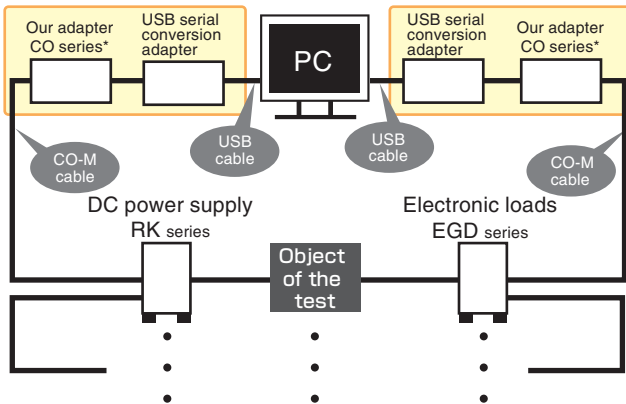 Our adapter
CO series*
USB serial
conversion
adapter
PC
USB serial
conversion
adapter
Our adapter
CO series*
USB
cable
USB
cable
CO-M
cable
CO-M
cable
DC power supply
RK series
Electronic loads
EGD series
Object
of the
test